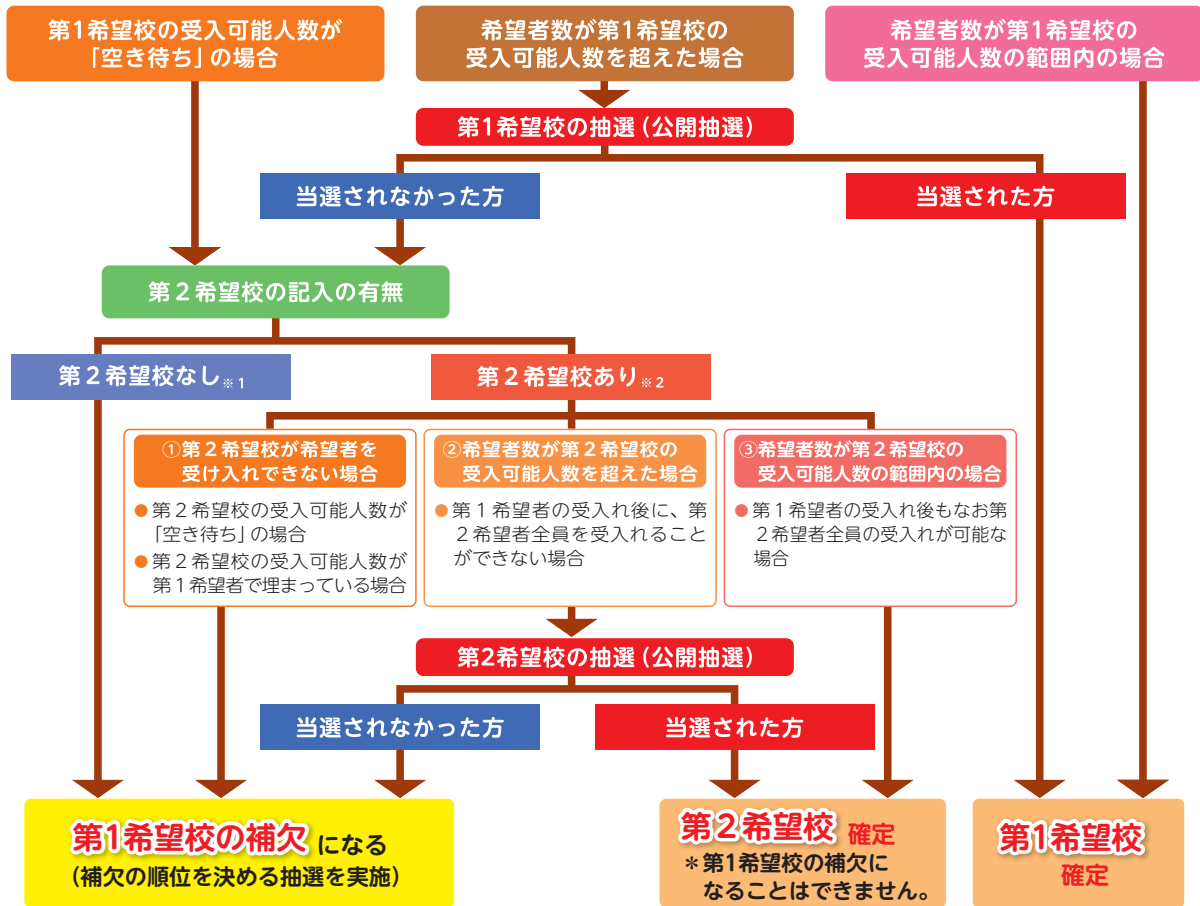 第1希望校の受入可能人数が
「空き待ち」の場合
希望者数が第1希望校の
受入可能人数を超えた場合
希望者数が第1希望校の
受入可能人数の範囲内の場合
第1希望校の抽選(公開抽選)
当選されなかった方
当選された方
第2希望校の記入の有無
第2希望校なし※1
第2希望校あり※2
①第2希望校が希望者を
受け入れできない場合
●第2希望校の受入可能人数が
「空き待ち」の場合
●第2希望校の受入可能人数が
第1希望者で埋まっている場合
②希望者数が第2希望校の
受入可能人数を超えた場合
●第1希望者の受入れ後に、第
2希望者全員を受入れること
ができない場合
③希望者数が第2希望校の
受入可能人数の範囲内の場合
●第1希望者の受入れ後もなお第
2希望者全員の受入れが可能な
場合
第2希望校の抽選(公開抽選)
当選されなかった方
当選された方
第1希望校の補欠 になる
(補欠の順位を決める抽選を実施)
第2希望校 確定
*第1希望校の補欠に
なることはできません。
第1希望校
確定